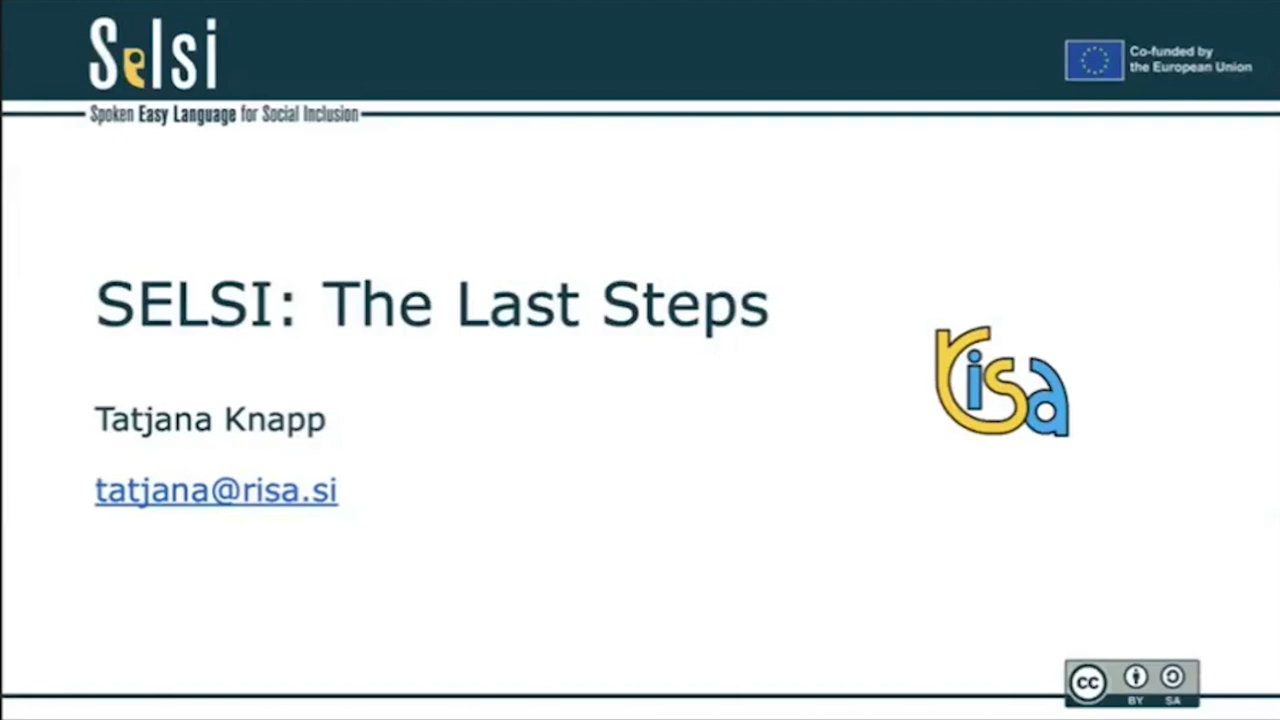 Selsi
Co-funded by
the European Union
Spoken Easy Language for Social Inclusion
SELSI: The Last Steps
risa
Tatjana Knapp
tatjana@risa.si
cc
BY SA